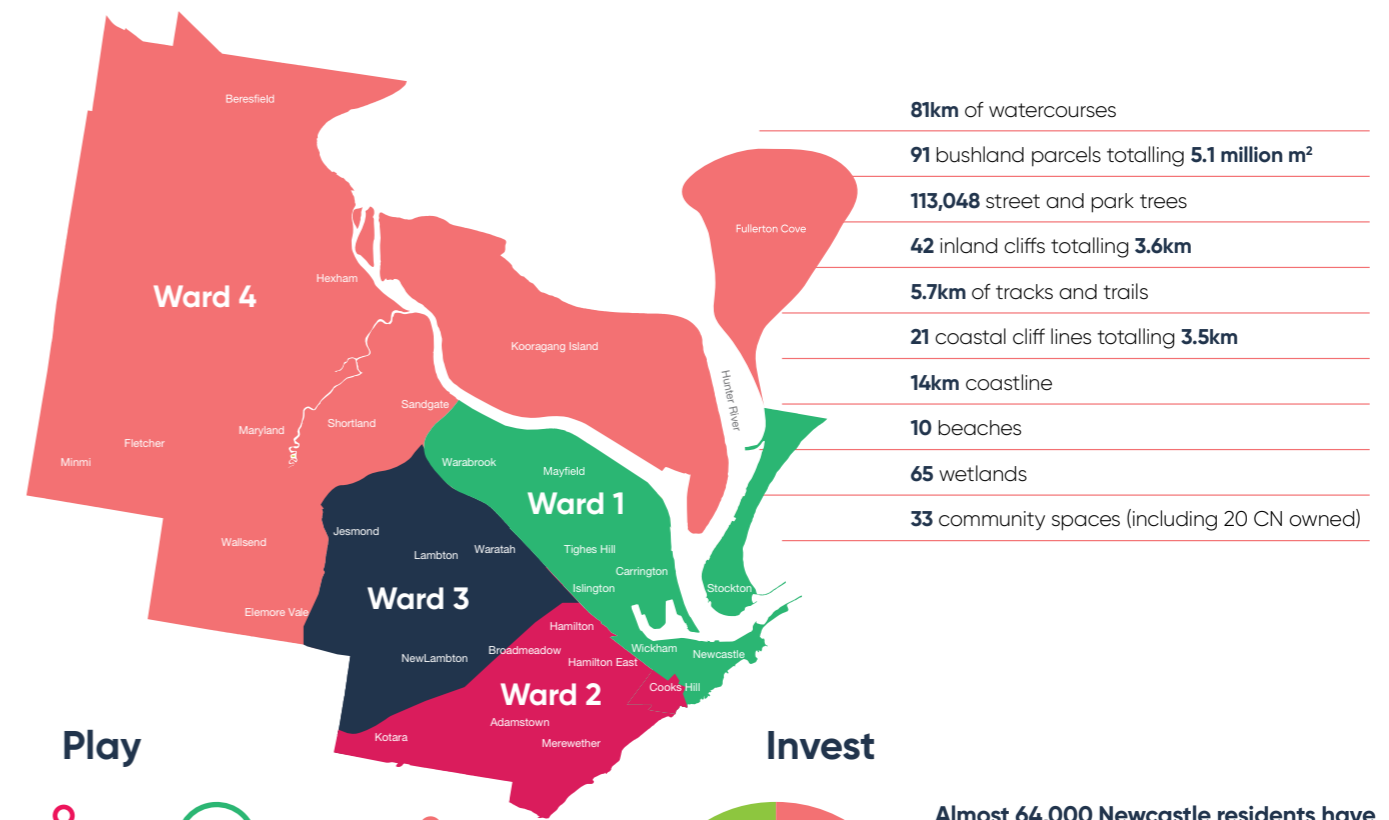 Beresfield
81km of watercourses
91 bushland parcels totalling 5.1 million m²
113,048 street and park trees
Fullerton Cove
42 inland cliffs totalling 3.6km
Hexham
Ward 4
5.7km of tracks and trails
Kooragang Island
21 coastal cliff lines totalling 3.5km
Hunter River
14km coastline
Sandgate
Shortland
Maryland
10 beaches
Fletcher
Minmi
Warabrook
Mayfield
65 wetlands
Ward 1
33 community spaces (including 20 CN owned)
Jesmond
Wallsend
Lambton
Waratah
Tighes Hill
Carrington
Islington
Stockton
Ward 3
Elemore Vale
Hamilton
Broadmeadow
Wickham
Newcastle
NewLambton
Hamilton East
Cooks Hill
Ward 2
Adamstown
Kotara
Merewether
Play
Invest
Almost 64,000 Newcastle residents have